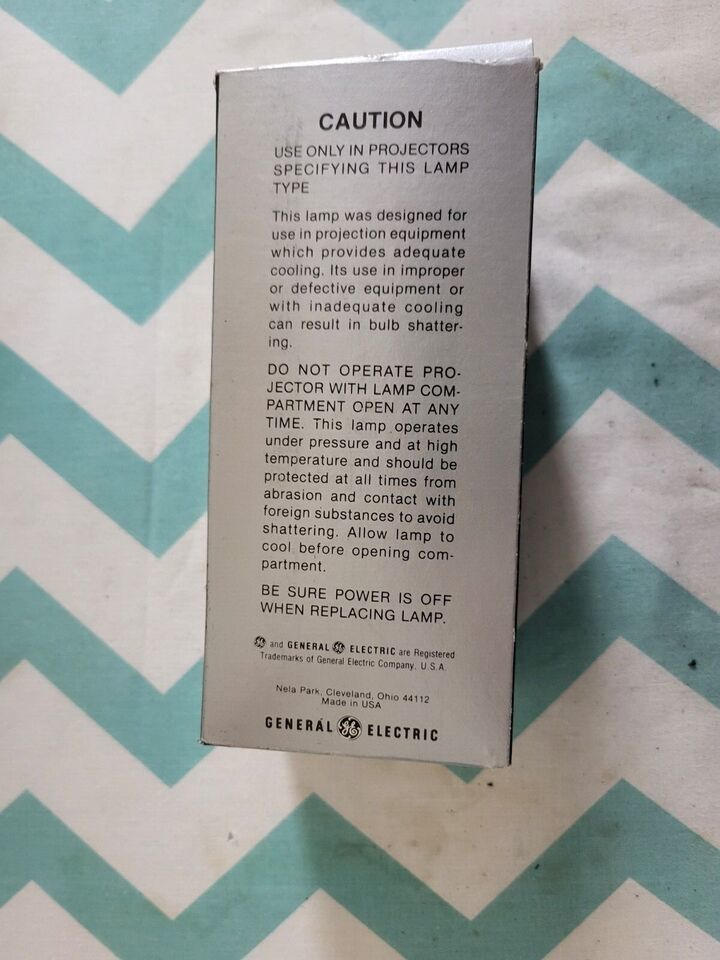 CAUTION
USE ONLY IN PROJECTORS
SPECIFYING THIS LAMP
TYPE
This lamp was designed for
use in projection equipment
which provides adequate
cooling. Its use in improper
or defective equipment or
with inadequate cooling
can result in bulb shatter-
ing.
DO NOT OPERATE PRO-
JECTOR WITH LAMP COM-
PARTMENT OPEN AT ANY
TIME. This lamp operates
under pressure and at high
temperature and should be
protected at all times from
abrasion and contact with
foreign substances to avoid
shattering. Allow lamp to
cool before opening com-
partment.
BE SURE POWER IS OFF
WHEN REPLACING LAMP.
GE and GENERAL GE ELECTRIC are Registered
Trademarks of General Electric Company. U.S.A.
Nela Park, Cleveland, Ohio 44112
Made in USA
GENERAL GE ELECTRIC